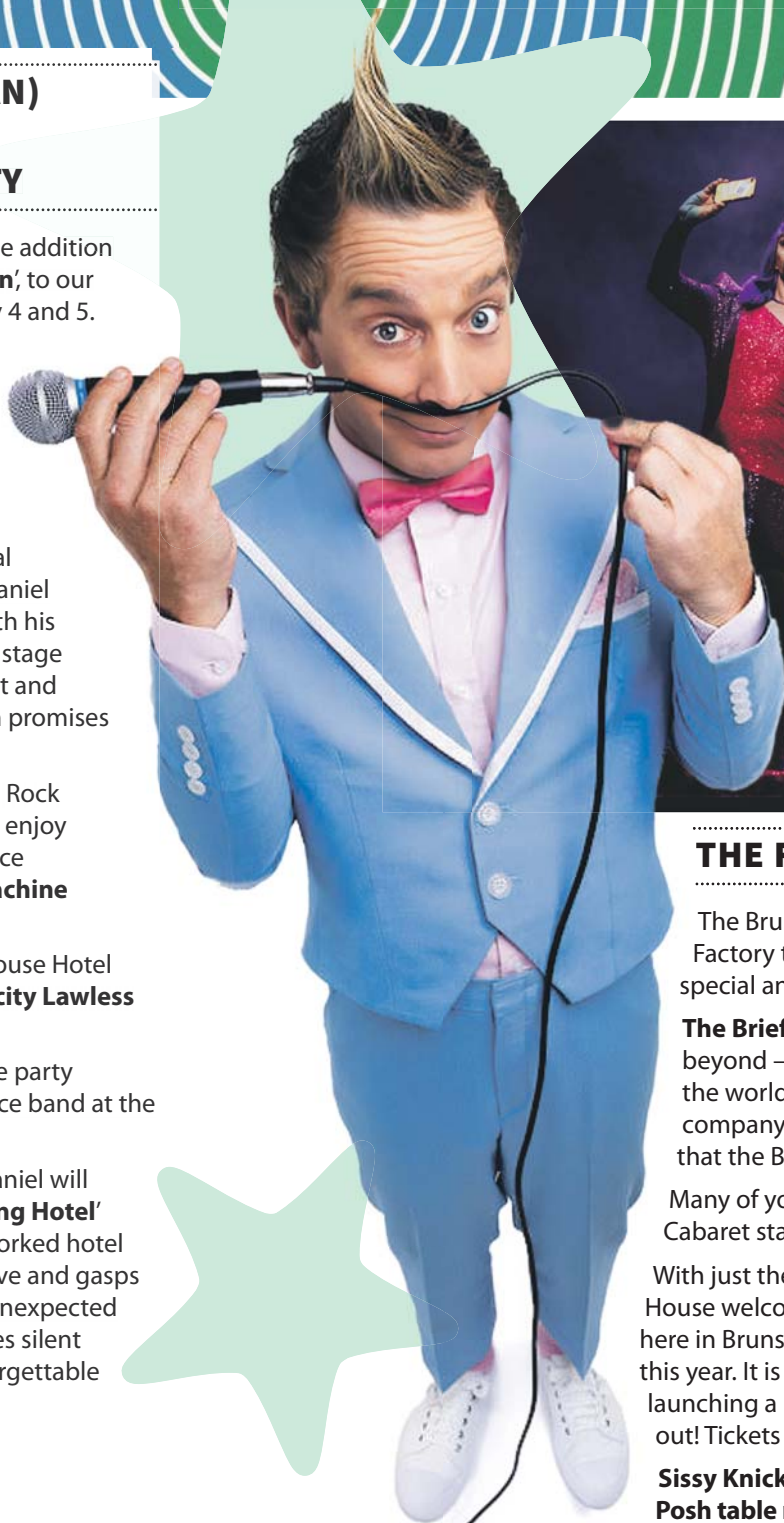 N)
TY
e addition
n', to our
4 and 5.
al
aniel
th his
stage
t and
promises
Rock
enjoy
ce
achine
ouse Hotel
city Lawless
e party
ce band at the
aniel will
ng Hotel'
orked hotel
ve and gasps
nexpected
es silent
rgettable
THE F
The Bru
Factory t
special an
The Brief
beyond –
the world
company
that the B
Many of yo
Cabaret sta
With just the
House welco
here in Bruns
this year. It is
launching a
out! Tickets
Sissy Knick
Posh table